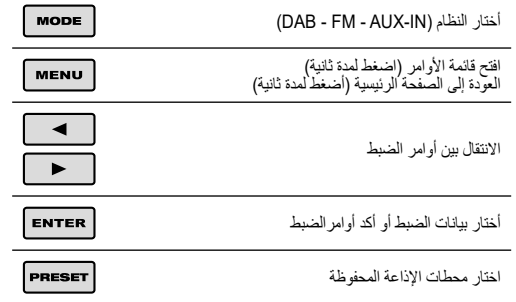 MODE
أختار النظام (DAB - FM - AUX-IN)
MENU
افتح قائمة الأوامر (اضغط لمدة ثانية)
العودة إلى الصفحة الرئيسية (أضغط لمدة ثانية)
الانتقال بين أوامر الضبط
ENTER
أختار بيانات الضبط أو أكد أوامرالضبط
PRESET
اختار محطات الإذاعة المحفوظة